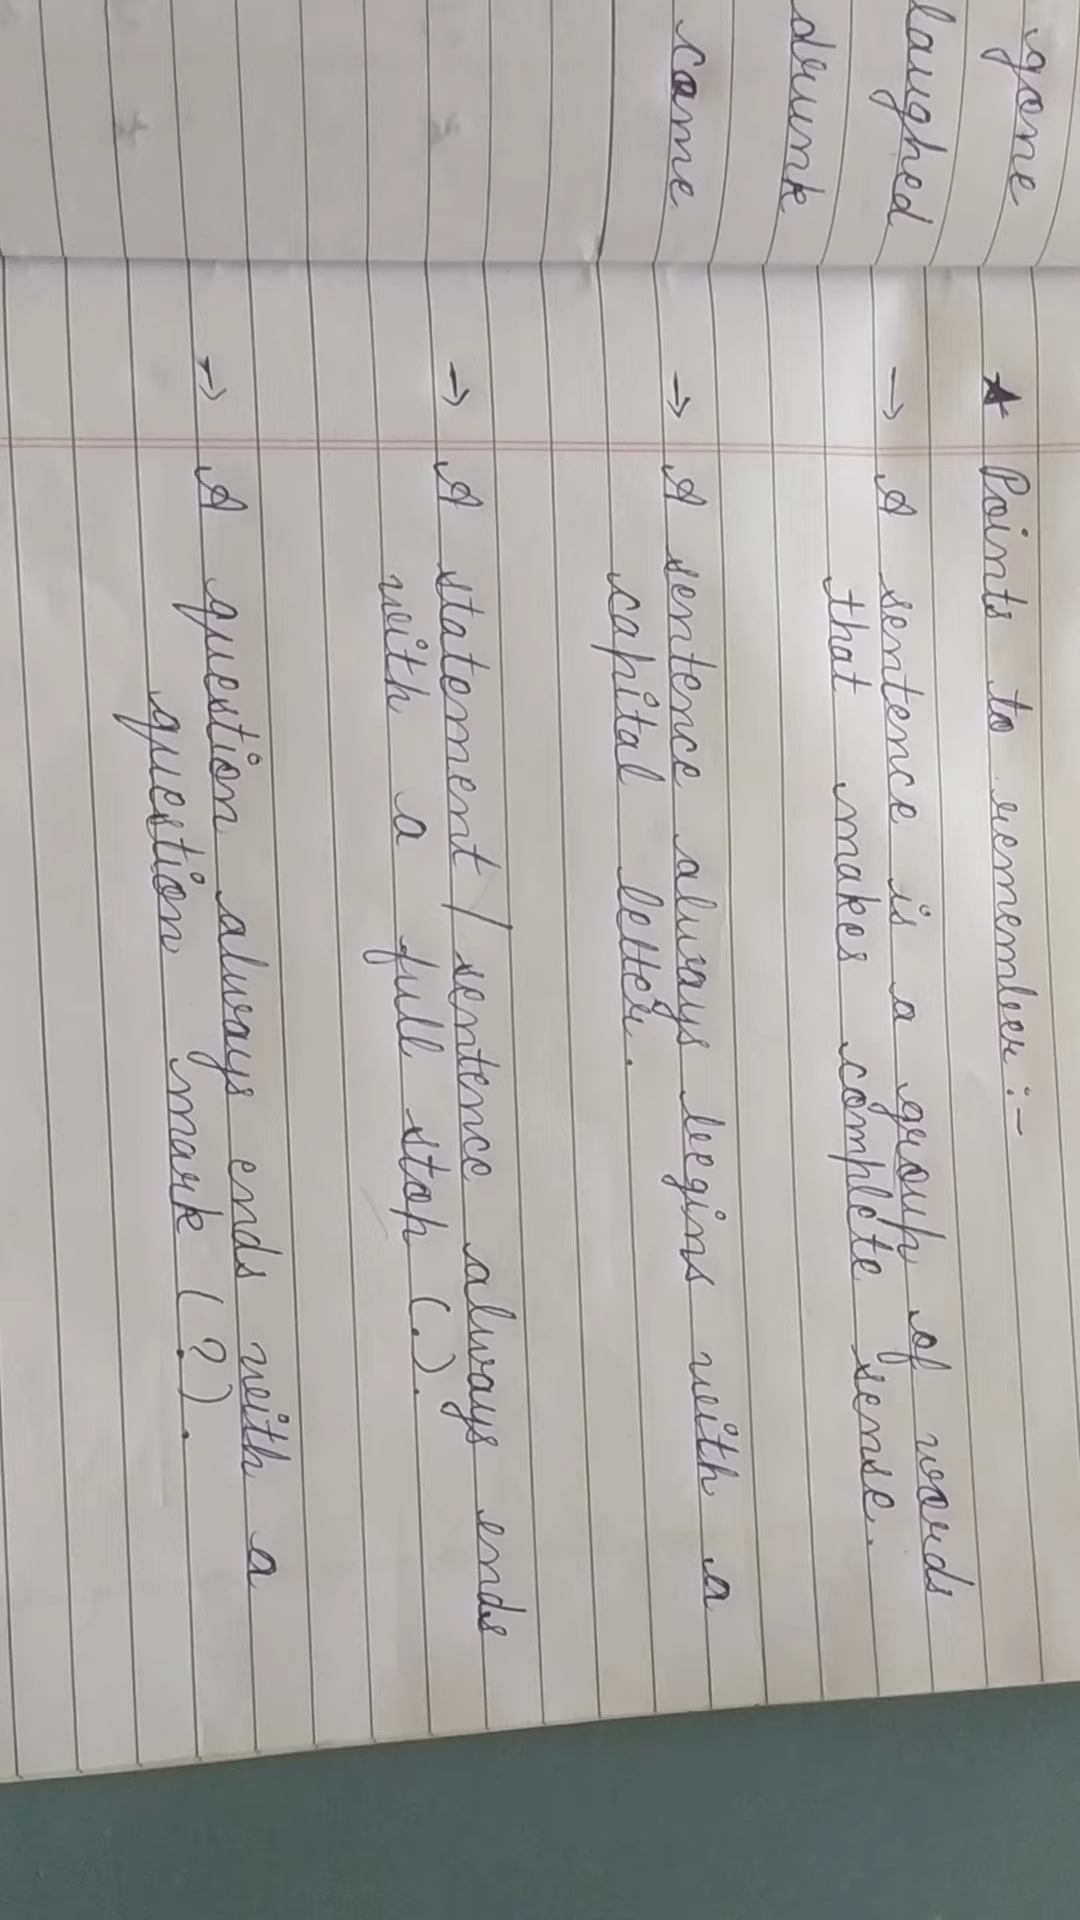 gone
laughed
drunk
come
★ Points to remember :-
→ A sentence is a group of words
that makes complete sense.
→ A sentence always begins with a
capital letter.
→ A statement / sentence always ends
with a full stop (.).
→ A question always ends with a
question mark (?).